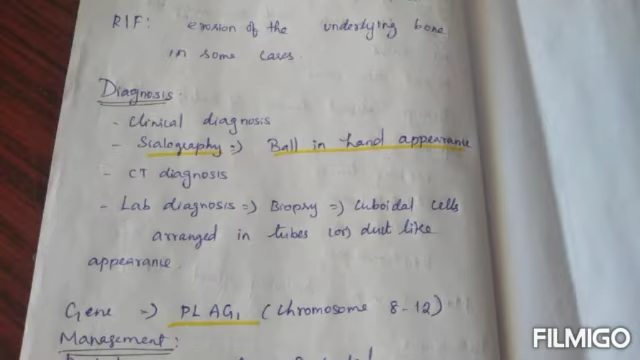 R/F: erosion of the underlying bone
in some cases.
Diagnosis.
- Clinical diagnosis
- Sialography => Ball in hand appearance
- CT diagnosis
- Lab diagnosis => Biopsy => Cuboidal cells
arranged in tubes (or) duct like
appearance.
Gene => PLAG1 (Chromosome 8-12)
Management:
FILMIGO